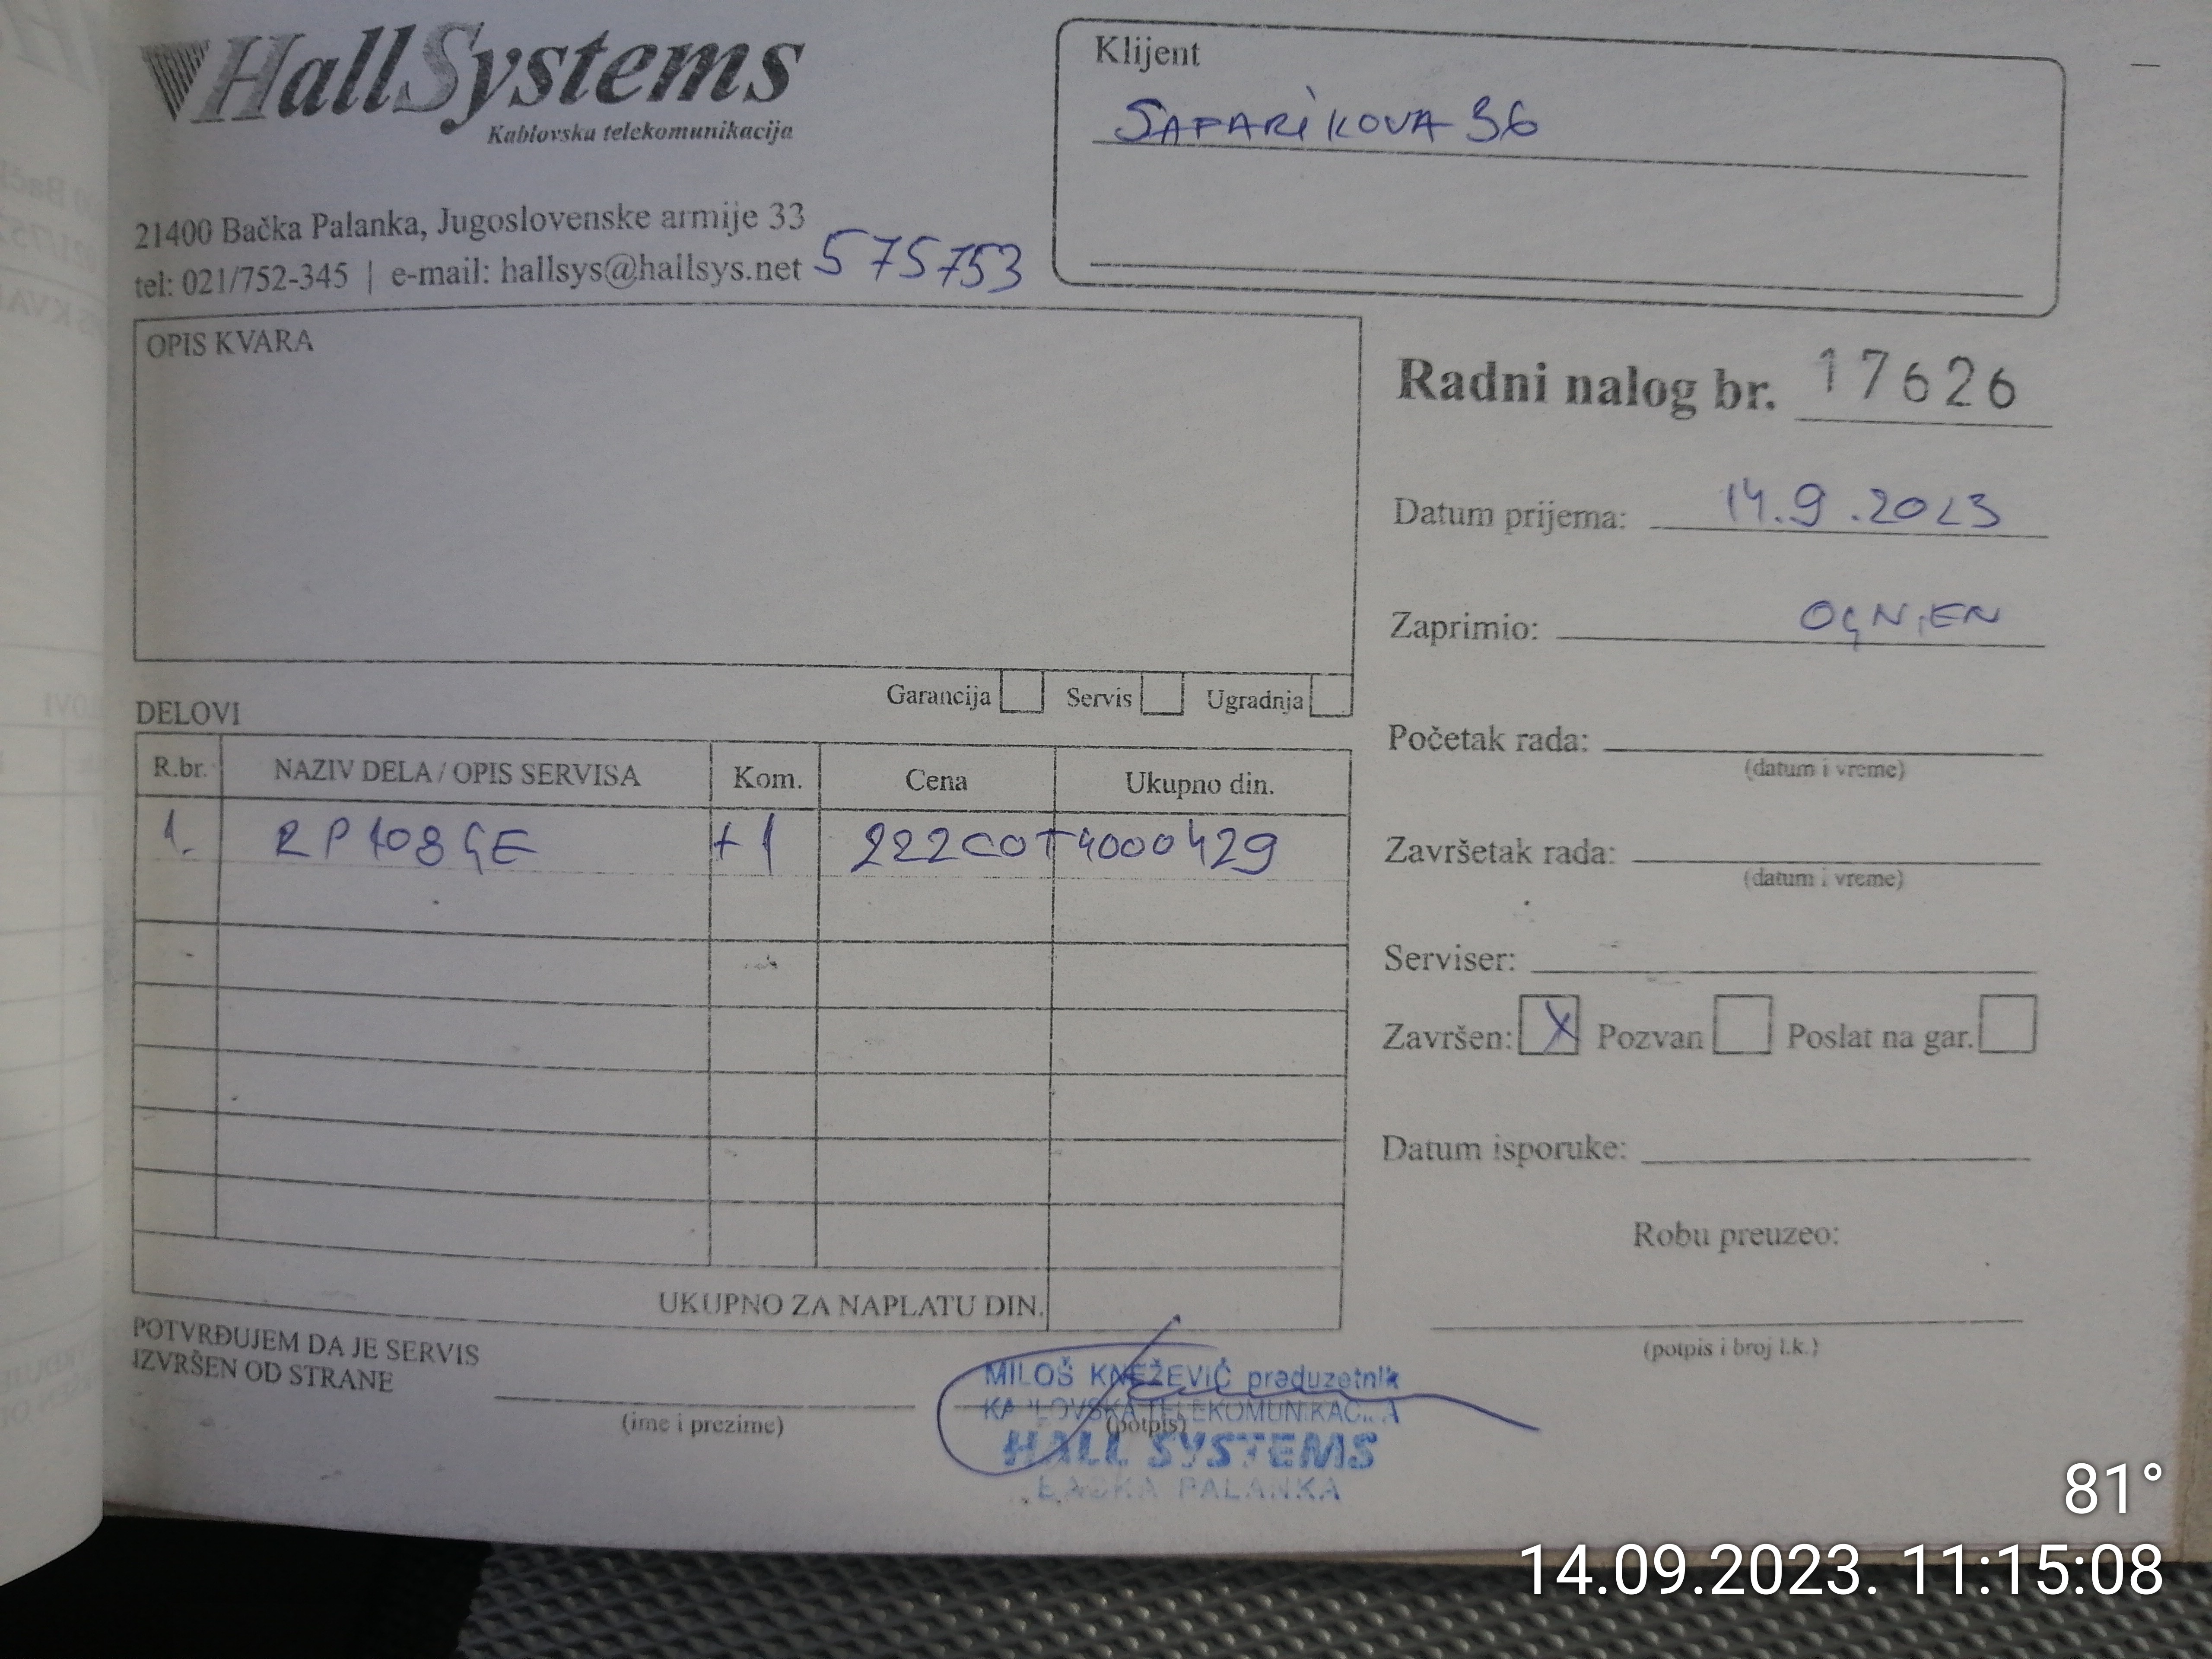 HallSystems
Kablovska telekomunikacija
21400 Bačka Palanka, Jugoslovenske armije 33
tel: 021/752-345 | e-mail: hallsys@hallsys.net 575753
Klijent
SAFARIKOVA 36
OPIS KVARA
Radni nalog br. 17626
Datum prijema: 14.9.2023
Zaprimio: OGNJEN
Početak rada:
(datum i vreme)
Završetak rada:
(datum i vreme)
Serviser:
Završen: X Pozvan Poslat na gar.
Datum isporuke:
Robu preuzeo:
(potpis i broj l.k.)
Garancija Servis Ugradnja
DELOVI
R.br. NAZIV DELA / OPIS SERVISA Kom. Cena Ukupno din.
1. RP108GE +1 222COT4000429
UKUPNO ZA NAPLATU DIN.
POTVRĐUJEM DA JE SERVIS
IZVRŠEN OD STRANE
(ime i prezime)
(potpis)
MILOŠ KNEŽEVIĆ preduzetnik
KABLOVSKA TELEKOMUNIKACIJA
HALL SYSTEMS
BAČKA PALANKA
81°
14.09.2023. 11:15:08